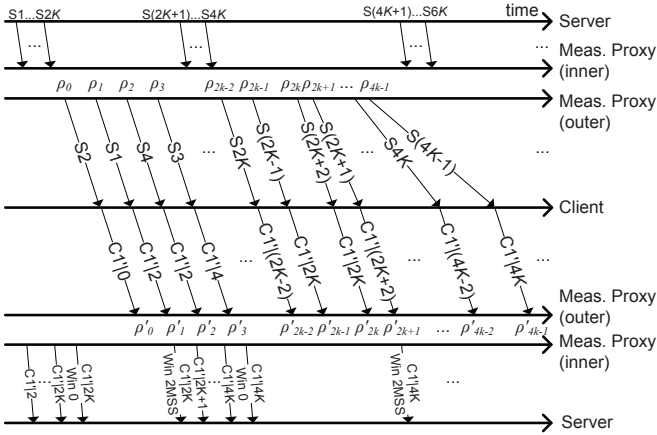 S1...S2K
S(2K+1)...S4K
S(4K+1)...S6K
time
Server
...
...
...
...
Meas. Proxy
(inner)
ρ0 ρ1 ρ2 ρ3 ρ2k-2 ρ2k-1 ρ2k ρ2k+1 ... ρ4k-1
Meas. Proxy
(outer)
S2
S1
S4
S3
...
S2K
S(2K-1)
S(2K+2)
S(2K+1)
...
S4K
S(4K-1)
...
Client
C1'|0
C1'|2
C1'|2
C1'|4
...
C1'|(2K-2)
C1'|2K
C1'|2K
C1'|(2K+2)
...
C1'|(4K-2)
C1'|4K
...
Meas. Proxy
(outer)
ρ'0 ρ'1 ρ'2 ρ'3 ρ'2k-2 ρ'2k-1 ρ'2k ρ'2k+1 ... ρ'4k-2 ρ'4k-1
Meas. Proxy
(inner)
C1'|2
...
C1'|2K
C1'|2K
Win 0
C1'|2K
Win 2MSS
C1'|2K+1
...
C1'|4K
C1'|4K
Win 0
C1'|4K
Win 2MSS
...
Server